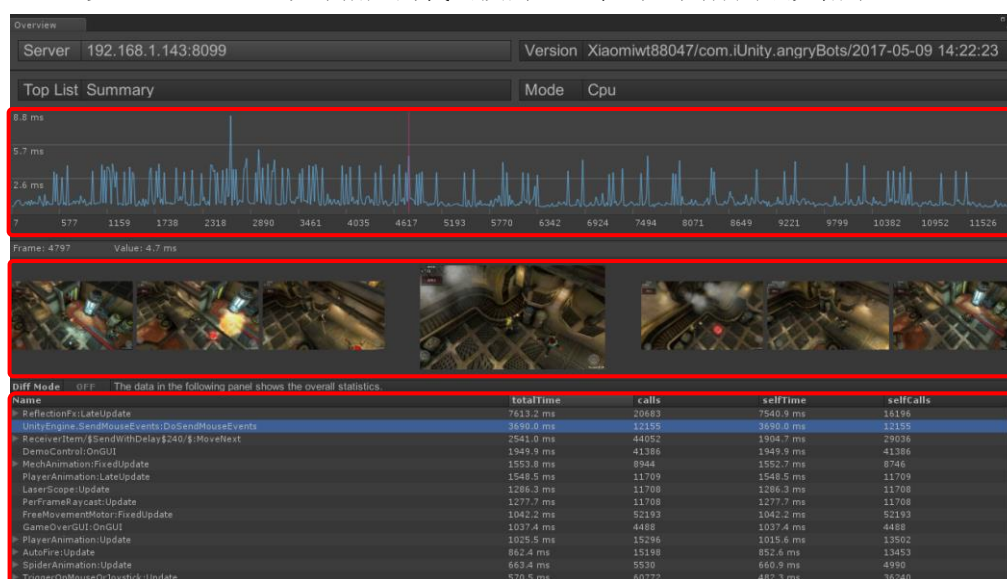 Overview
Server 192.168.1.143:8099 Version Xiaomiwt88047/com.iUnity.angryBots/2017-05-09 14:22:23
Top List Summary Mode Cpu
8.8 ms
5.7 ms
2.6 ms
7 577 1159 1738 2318 2890 3461 4035 4617 5193 5770 6342 6924 7494 8071 8649 9221 9799 10382 10952 11526
Frame: 4797 Value: 4.7 ms
Diff Mode OFF The data in the following panel shows the overall statistics.
Name totalTime calls selfTime selfCalls
ReflectionFx:LateUpdate 7613.2 ms 20683 7540.9 ms 16196
UnityEngine.SendMouseEvents:DoSendMouseEvents 3690.0 ms 12155 3690.0 ms 12155
ReceiverItem/$SendWithDelay$240/$:MoveNext 2541.0 ms 44052 1904.7 ms 29036
DemoControl:OnGUI 1949.9 ms 41386 1949.9 ms 41386
MechAnimation:FixedUpdate 1553.8 ms 8944 1552.7 ms 8746
PlayerAnimation:LateUpdate 1548.5 ms 11709 1548.5 ms 11709
LaserScope:Update 1286.3 ms 11708 1286.3 ms 11708
PerFrameRaycast:Update 1277.7 ms 11708 1277.7 ms 11708
FreeMovementMotor:FixedUpdate 1042.2 ms 52193 1042.2 ms 52193
GameOverGUI:OnGUI 1037.4 ms 4488 1037.4 ms 4488
PlayerAnimation:Update 1025.5 ms 15296 1015.6 ms 13502
AutoFire:Update 862.4 ms 15198 852.6 ms 13453
SpiderAnimation:Update 663.4 ms 5530 660.9 ms 4990
TriggerOnMouseOrJoystick:Update 570.5 ms 60772 482.3 ms 36240